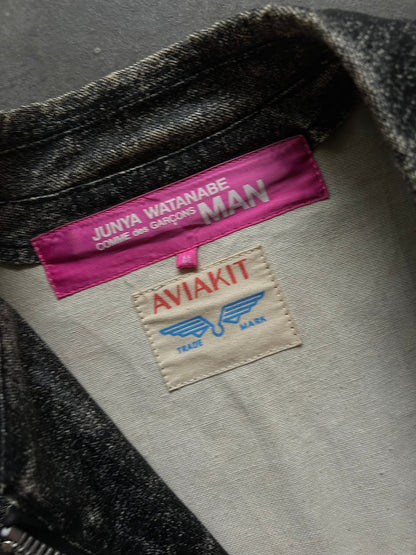 JUNYA WATANABE
COMME des GARÇONS MAN
AVIAKIT
TRADE MARK